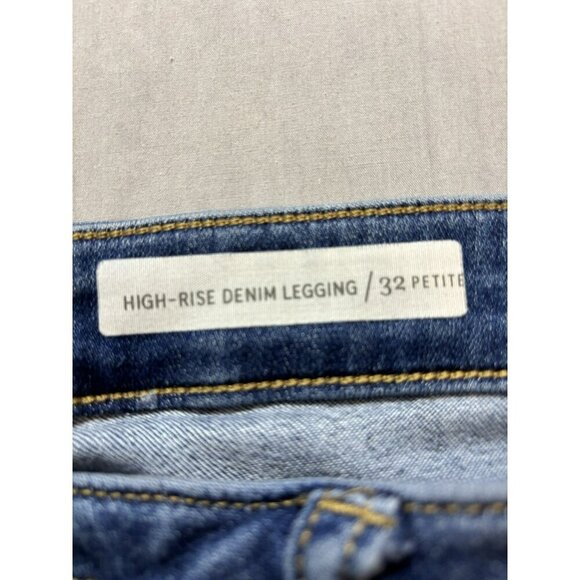 HIGH-RISE DENIM LEGGING / 32 PETITE